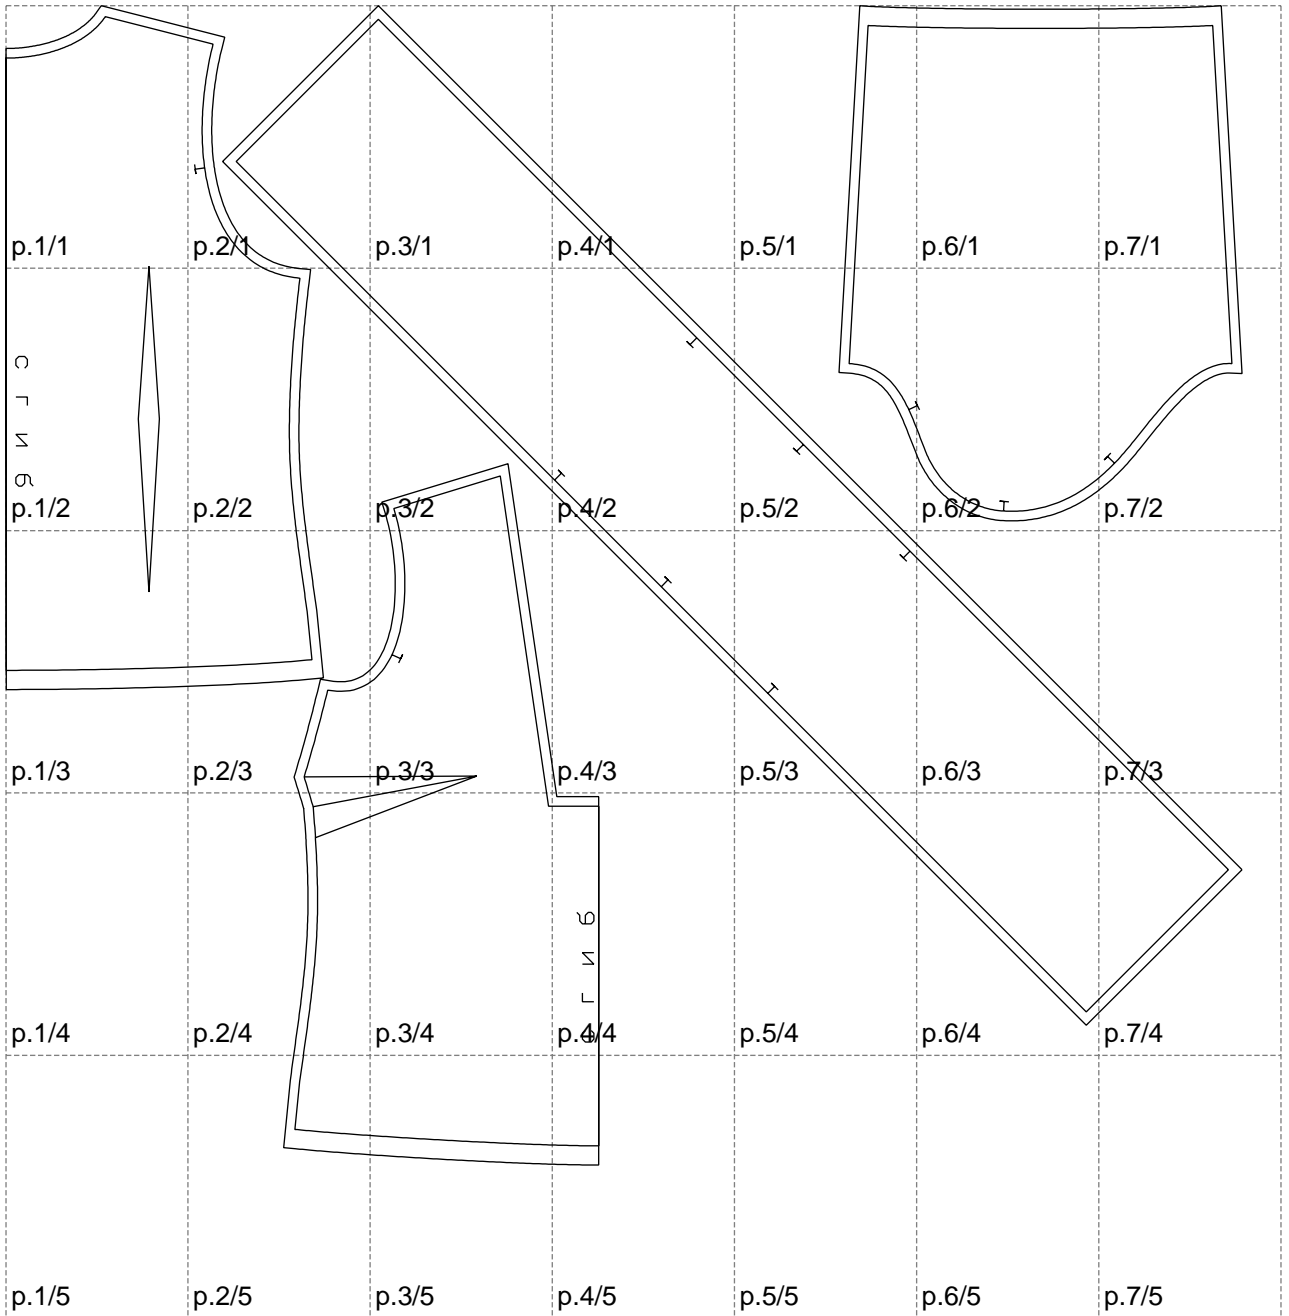 p.1/1 p.2/1 p.3/1 p.4/1 p.5/1 p.6/1 p.7/1
с г и б
p.1/2 p.2/2 p.3/2 p.4/2 p.5/2 p.6/2 p.7/2
p.1/3 p.2/3 p.3/3 p.4/3 p.5/3 p.6/3 p.7/3
с г и б
p.1/4 p.2/4 p.3/4 p.4/4 p.5/4 p.6/4 p.7/4
p.1/5 p.2/5 p.3/5 p.4/5 p.5/5 p.6/5 p.7/5